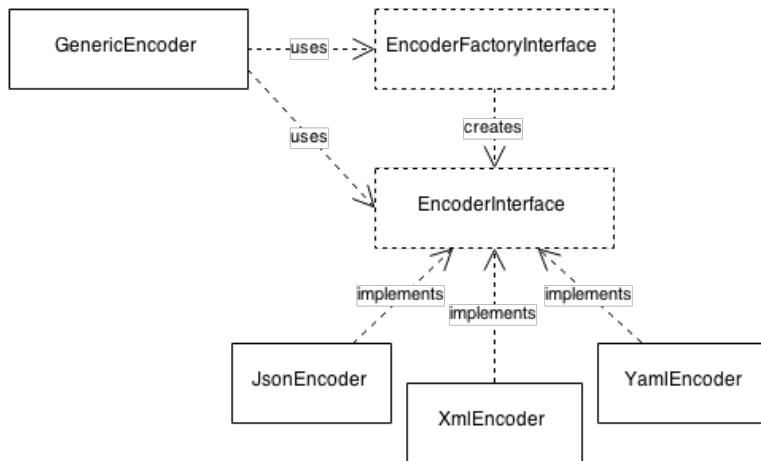 GenericEncoder
uses
EncoderFactoryInterface
creates
uses
EncoderInterface
implements
implements
implements
JsonEncoder
YamlEncoder
XmlEncoder